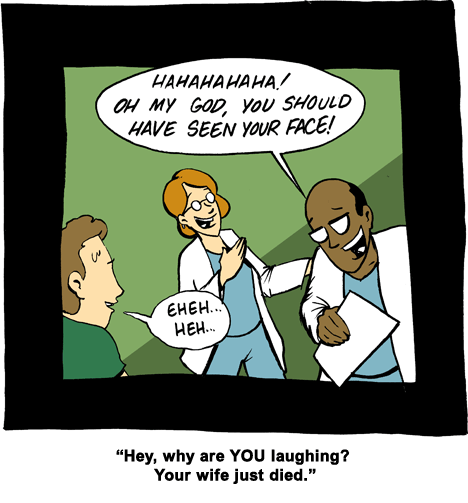 HAHAHAHAHA!
OH MY GOD, YOU SHOULD
HAVE SEEN YOUR FACE!
EHEH...
HEH...
“Hey, why are YOU laughing?
Your wife just died.”